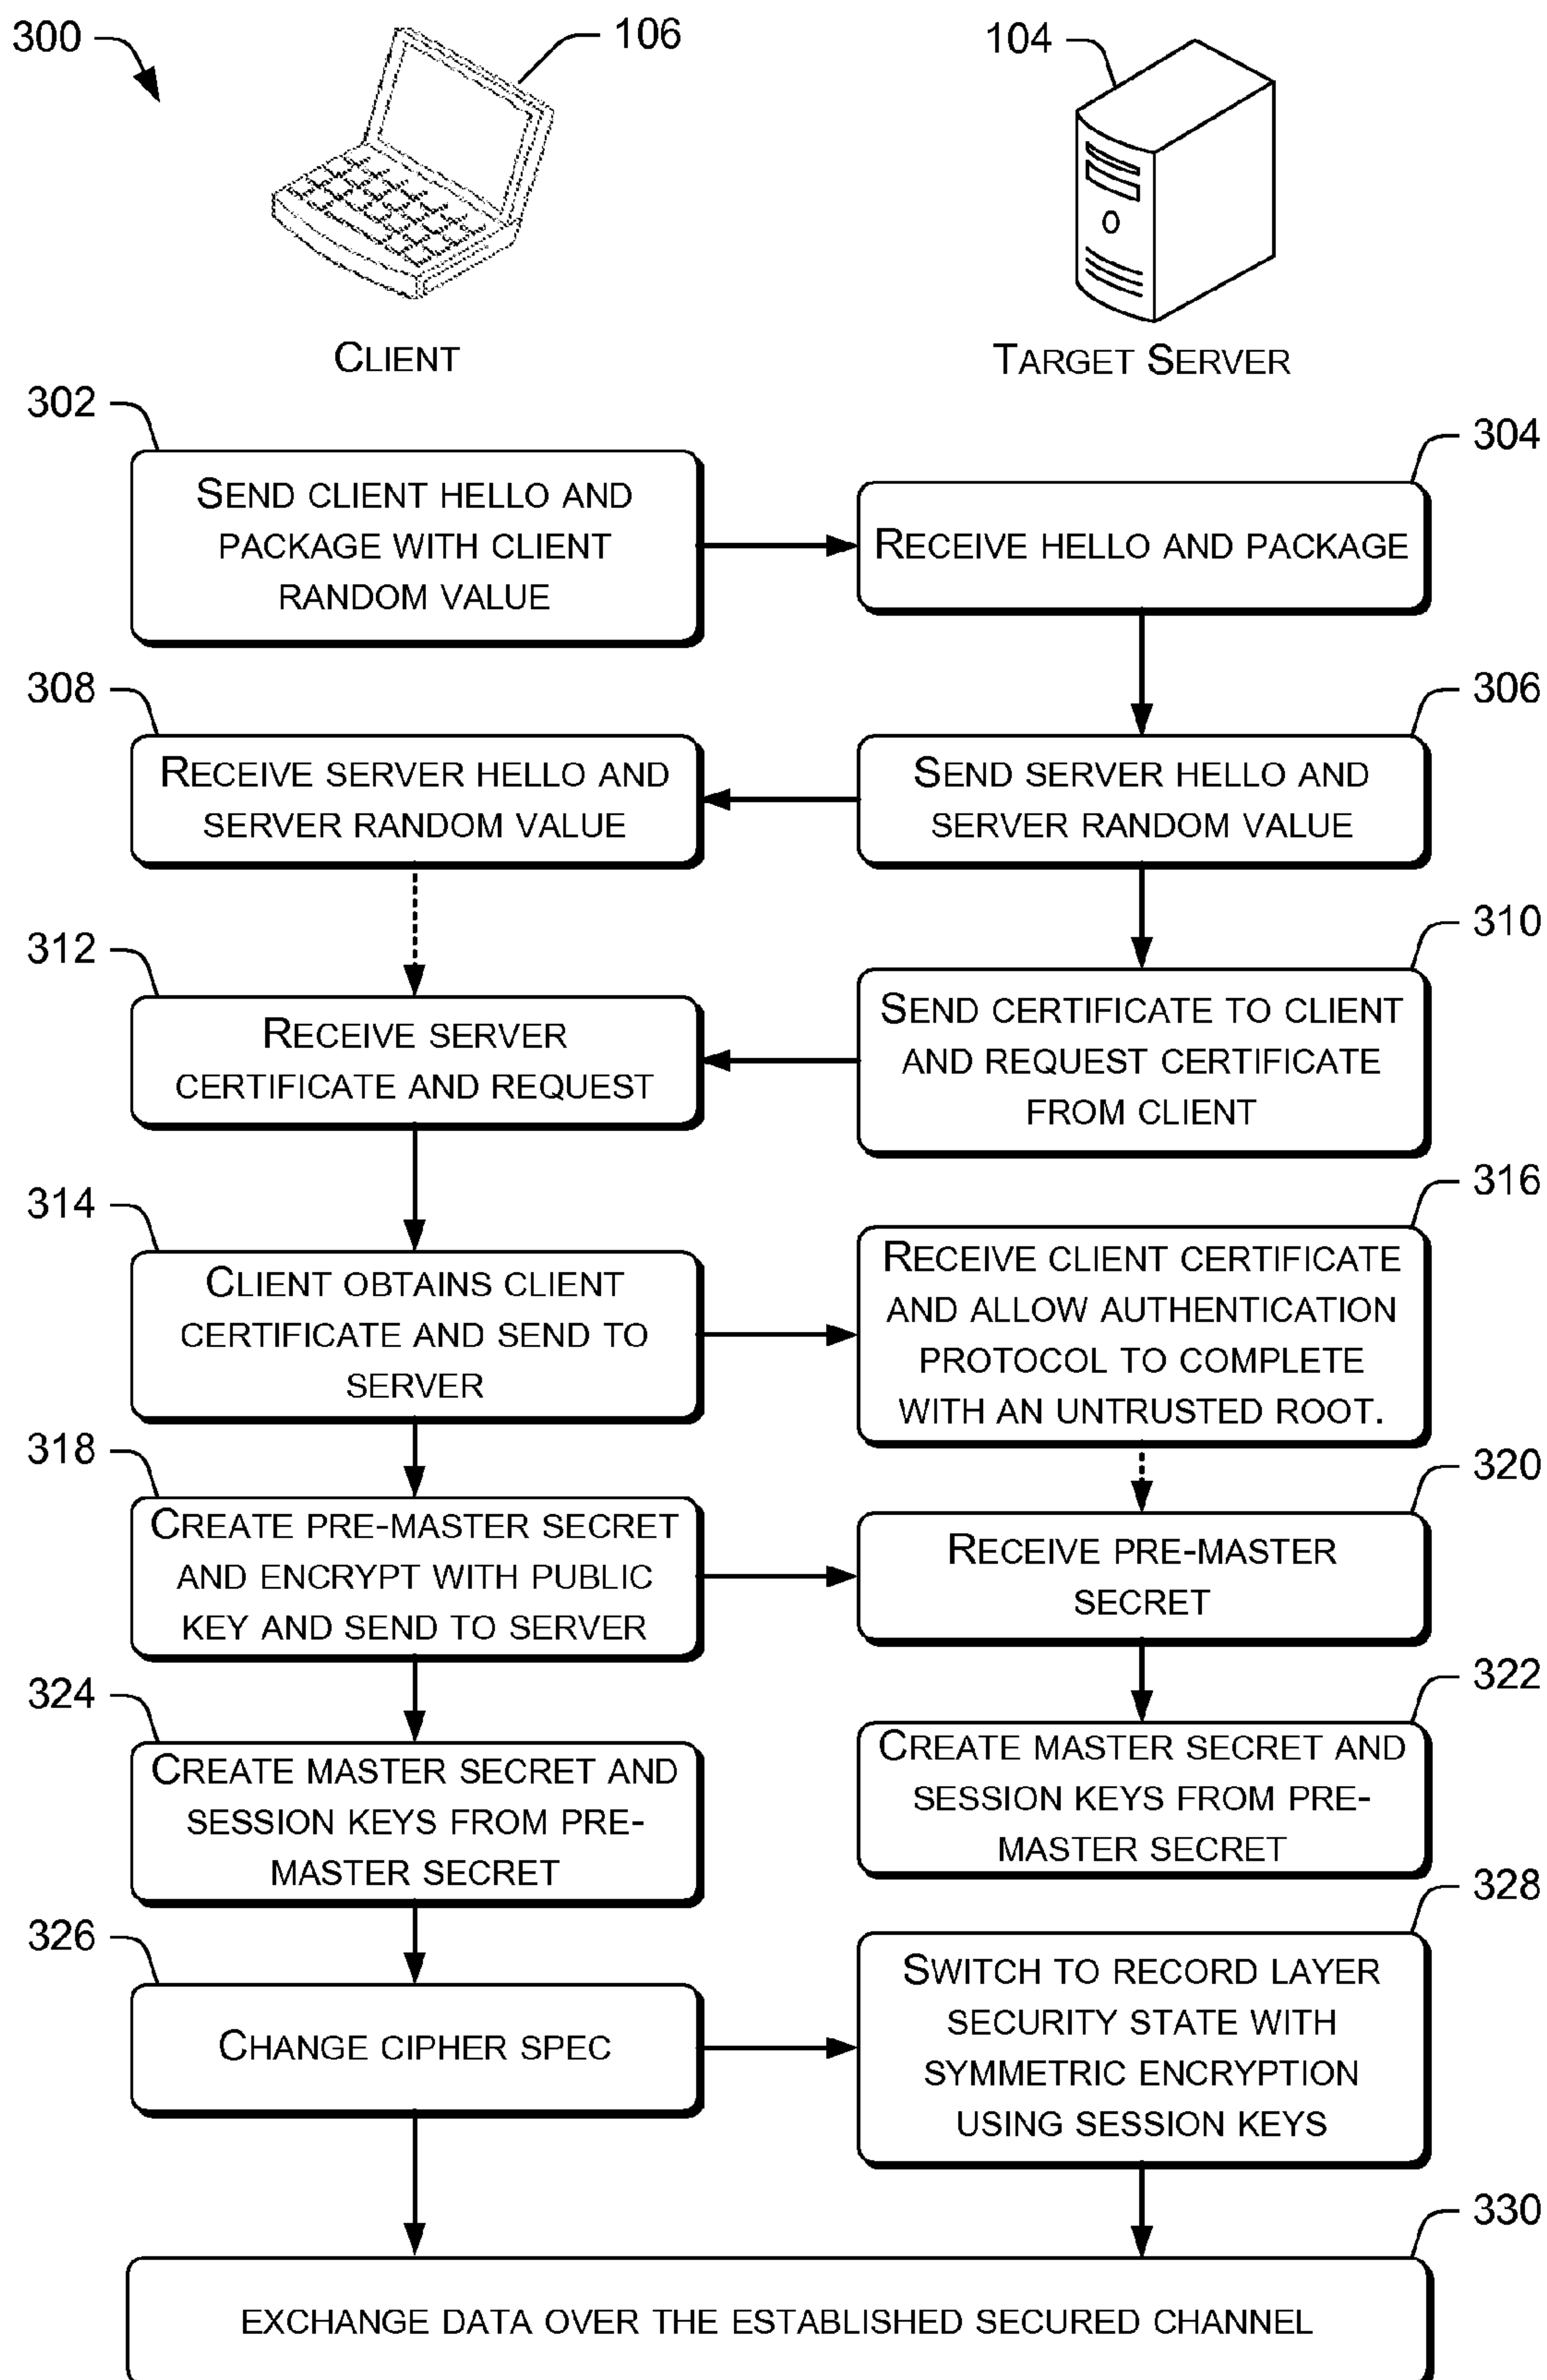 300
106
104
CLIENT
TARGET SERVER
302
SEND CLIENT HELLO AND
PACKAGE WITH CLIENT
RANDOM VALUE
304
RECEIVE HELLO AND PACKAGE
308
RECEIVE SERVER HELLO AND
SERVER RANDOM VALUE
306
SEND SERVER HELLO AND
SERVER RANDOM VALUE
310
SEND CERTIFICATE TO CLIENT
AND REQUEST CERTIFICATE
FROM CLIENT
312
RECEIVE SERVER
CERTIFICATE AND REQUEST
314
CLIENT OBTAINS CLIENT
CERTIFICATE AND SEND TO
SERVER
316
RECEIVE CLIENT CERTIFICATE
AND ALLOW AUTHENTICATION
PROTOCOL TO COMPLETE
WITH AN UNTRUSTED ROOT.
318
CREATE PRE-MASTER SECRET
AND ENCRYPT WITH PUBLIC
KEY AND SEND TO SERVER
320
RECEIVE PRE-MASTER
SECRET
324
CREATE MASTER SECRET AND
SESSION KEYS FROM PRE-
MASTER SECRET
322
CREATE MASTER SECRET AND
SESSION KEYS FROM PRE-
MASTER SECRET
326
CHANGE CIPHER SPEC
328
SWITCH TO RECORD LAYER
SECURITY STATE WITH
SYMMETRIC ENCRYPTION
USING SESSION KEYS
330
EXCHANGE DATA OVER THE ESTABLISHED SECURED CHANNEL